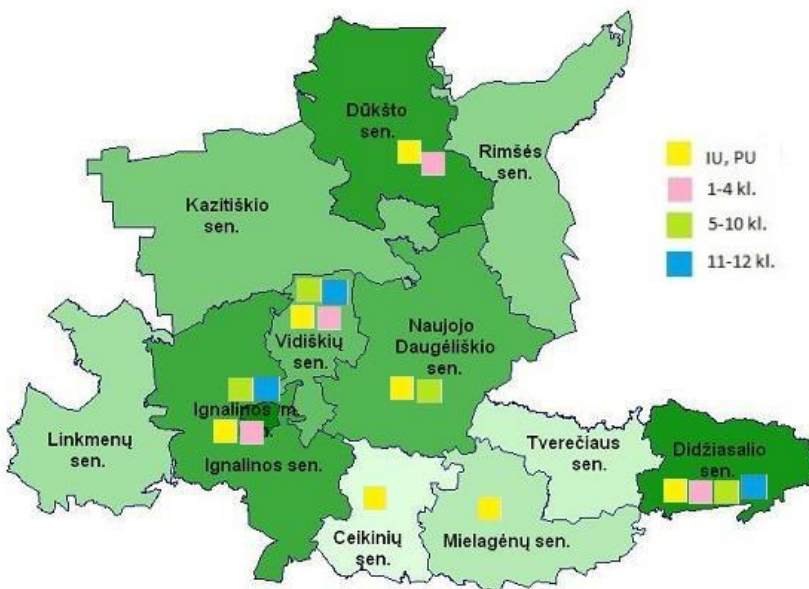 Dūkšto
sen.
Rimšės
sen.
IU, PU
1-4 kl.
5-10 kl.
11-12 kl.
Kazitiškio
sen.
Vidiškių
sen.
Naujojo
Daugėliškio
sen.
Ignalinos m.
Ignalinos sen.
Linkmenų
sen.
Tverečiaus
sen.
Didžiasalio
sen.
Ceikinių
sen.
Mielagėnų sen.